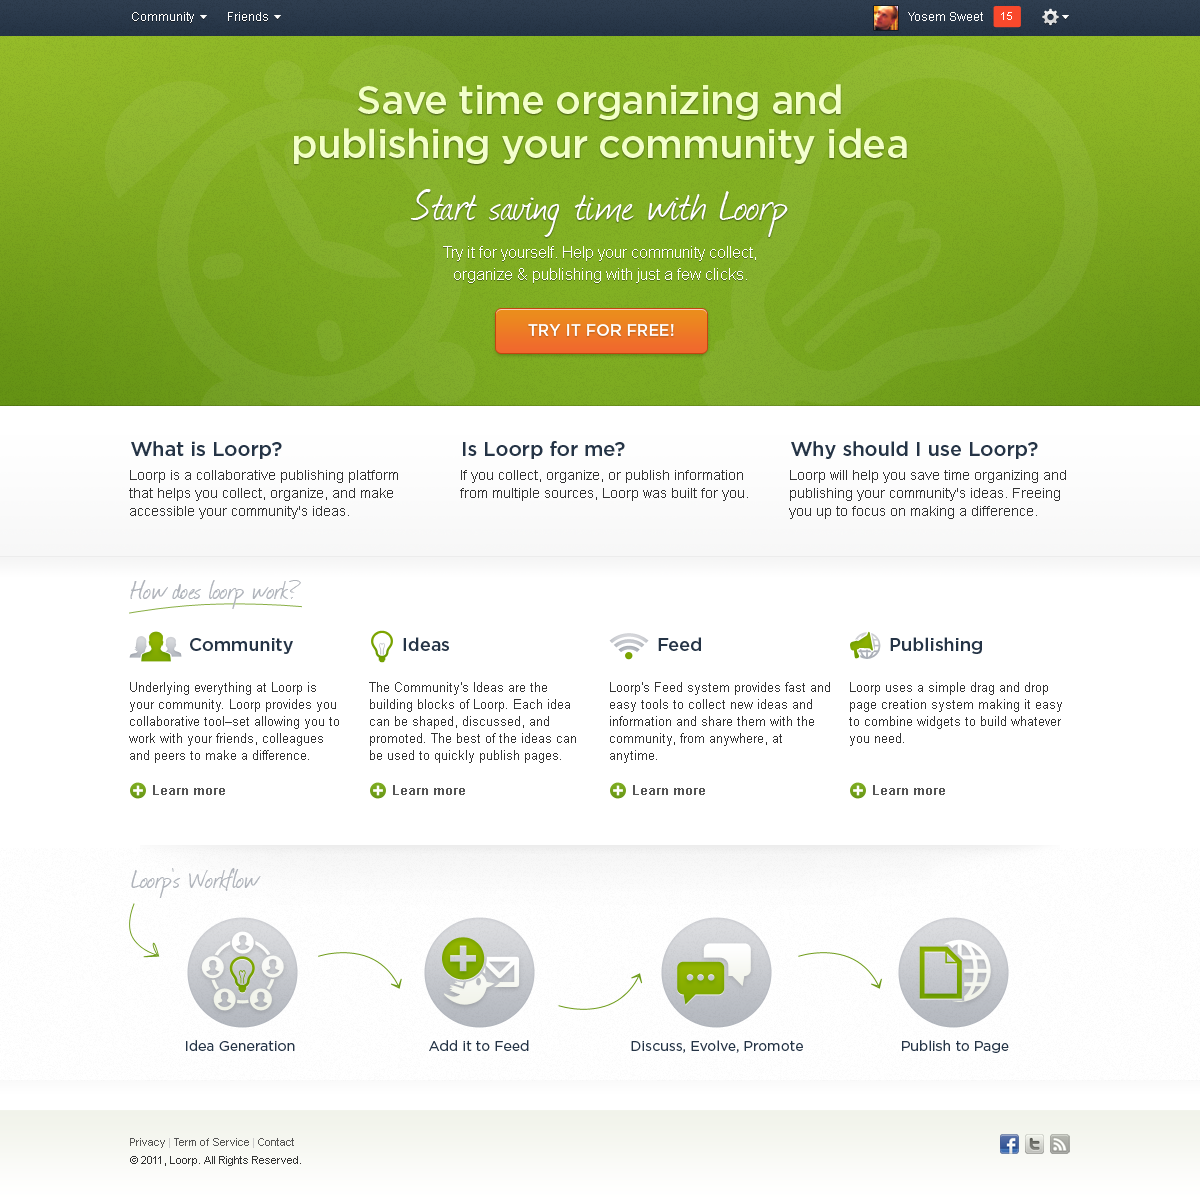 Community Friends Yosem Sweet 15
Save time organizing and
publishing your community idea
Start saving time with Loorp
Try it for yourself. Help your community collect,
organize & publishing with just a few clicks.
TRY IT FOR FREE!
What is Loorp?
Loorp is a collaborative publishing platform
that helps you collect, organize, and make
accessible your community's ideas.
Is Loorp for me?
If you collect, organize, or publish information
from multiple sources, Loorp was built for you.
Why should I use Loorp?
Loorp will help you save time organizing and
publishing your community's ideas. Freeing
you up to focus on making a difference.
How does loorp work?
Community
Underlying everything at Loorp is
your community. Loorp provides you
collaborative tool–set allowing you to
work with your friends, colleagues
and peers to make a difference.
Learn more
Ideas
The Community's Ideas are the
building blocks of Loorp. Each idea
can be shaped, discussed, and
promoted. The best of the ideas can
be used to quickly publish pages.
Learn more
Feed
Loorp's Feed system provides fast and
easy tools to collect new ideas and
information and share them with the
community, from anywhere, at
anytime.
Learn more
Publishing
Loorp uses a simple drag and drop
page creation system making it easy
to combine widgets to build whatever
you need.
Learn more
Loorp's Workflow
Idea Generation
Add it to Feed
Discuss, Evolve, Promote
Publish to Page
Privacy | Term of Service | Contact
© 2011, Loorp. All Rights Reserved.